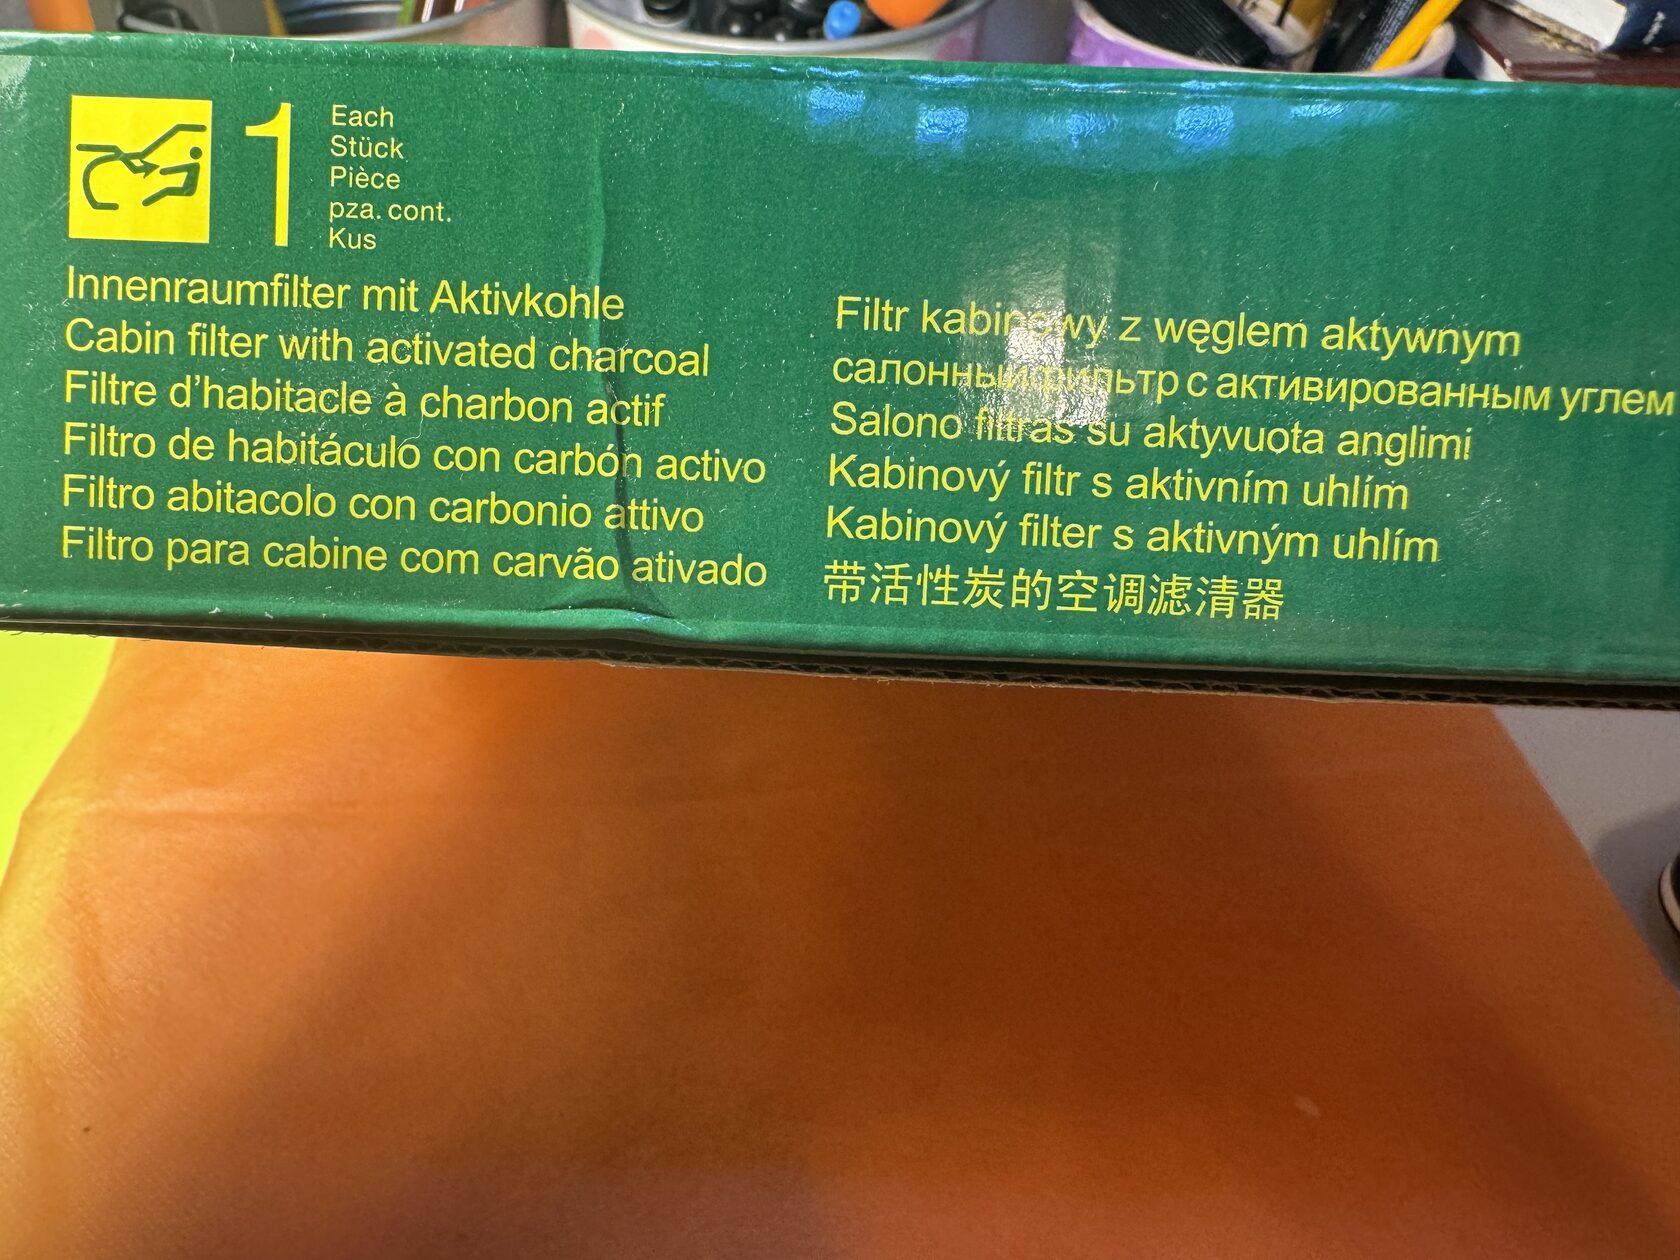 1
Each
Stück
Pièce
pza. cont.
Kus
Innenraumfilter mit Aktivkohle
Cabin filter with activated charcoal
Filtre d'habitacle à charbon actif
Filtro de habitáculo con carbón activo
Filtro abitacolo con carbonio attivo
Filtro para cabine com carvão ativado
Filtr kabinowy z węglem aktywnym
салонный фильтр с активированным углем
Salono filtras su aktyvuota anglimi
Kabinový filtr s aktivním uhlím
Kabinový filter s aktivným uhlím
带活性炭的空调滤清器